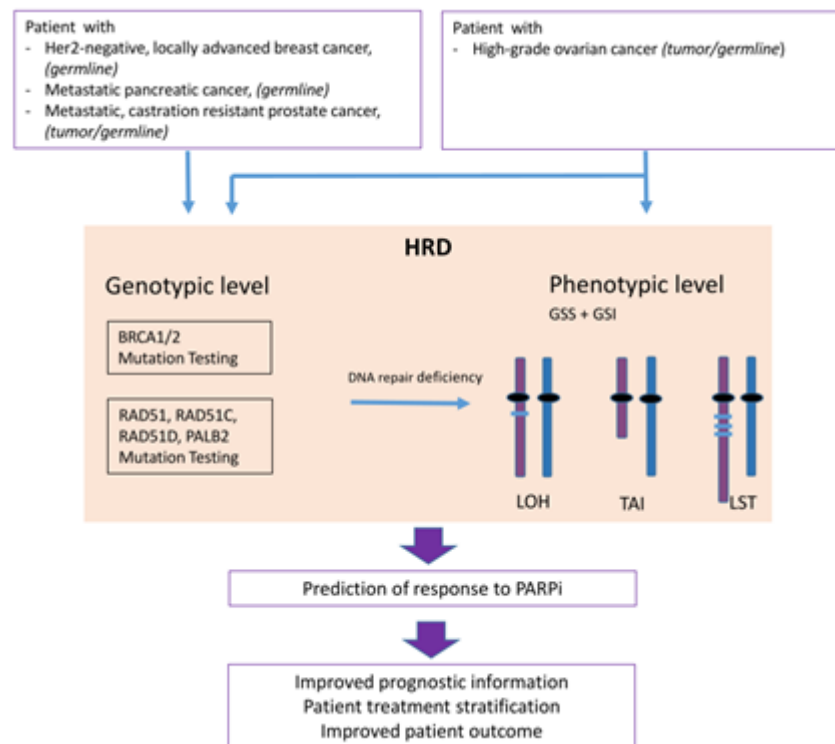 Patient with
- Her2-negative, locally advanced breast cancer,
(germline)
- Metastatic pancreatic cancer, (germline)
- Metastatic, castration resistant prostate cancer,
(tumor/germline)
Patient with
- High-grade ovarian cancer (tumor/germline)
HRD
Genotypic level
BRCA1/2
Mutation Testing
RAD51, RAD51C,
RAD51D, PALB2
Mutation Testing
DNA repair deficiency
Phenotypic level
GSS + GSI
LOH
TAI
LST
Prediction of response to PARPi
Improved prognostic information
Patient treatment stratification
Improved patient outcome